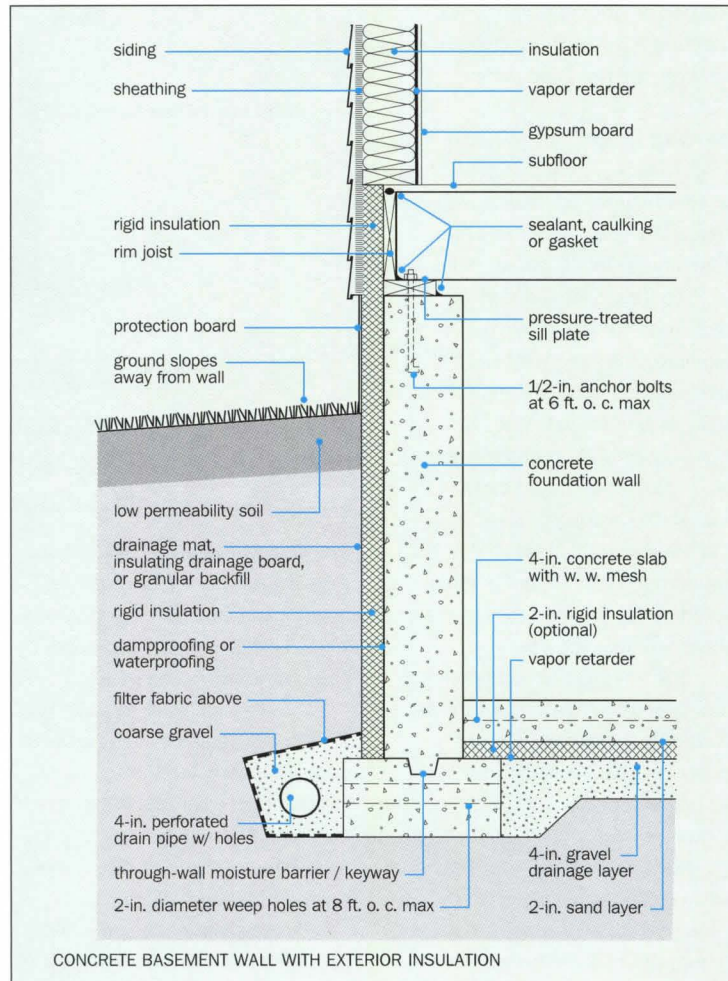 siding
sheathing
rigid insulation
rim joist
protection board
ground slopes
away from wall
low permeability soil
drainage mat,
insulating drainage board,
or granular backfill
rigid insulation
dampproofing or
waterproofing
filter fabric above
coarse gravel
4-in. perforated
drain pipe w/ holes
through-wall moisture barrier / keyway
2-in. diameter weep holes at 8 ft. o. c. max
insulation
vapor retarder
gypsum board
subfloor
sealant, caulking
or gasket
pressure-treated
sill plate
1/2-in. anchor bolts
at 6 ft. o. c. max
concrete
foundation wall
4-in. concrete slab
with w. w. mesh
2-in. rigid insulation
(optional)
vapor retarder
4-in. gravel
drainage layer
2-in. sand layer
CONCRETE BASEMENT WALL WITH EXTERIOR INSULATION